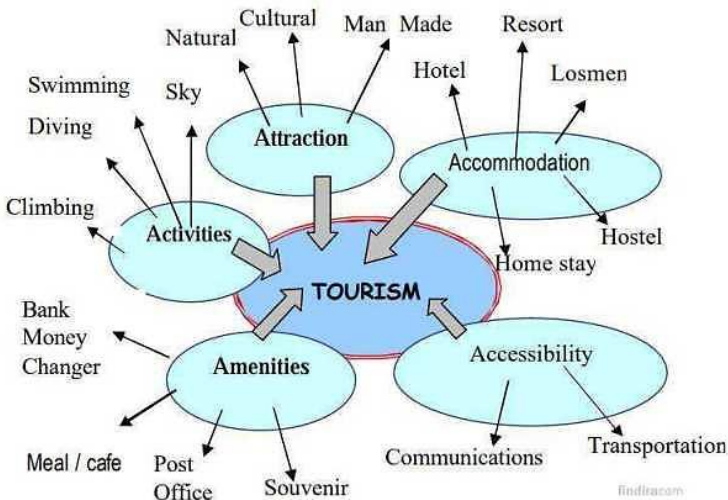 Cultural
Natural
Man Made
Resort
Hotel
Losmen
Swimming
Sky
Diving
Attraction
Accommodation
Climbing
Activities
Hostel
Home stay
TOURISM
Bank
Money
Changer
Amenities
Accessibility
Meal / cafe
Post
Office
Souvenir
Communications
Transportation